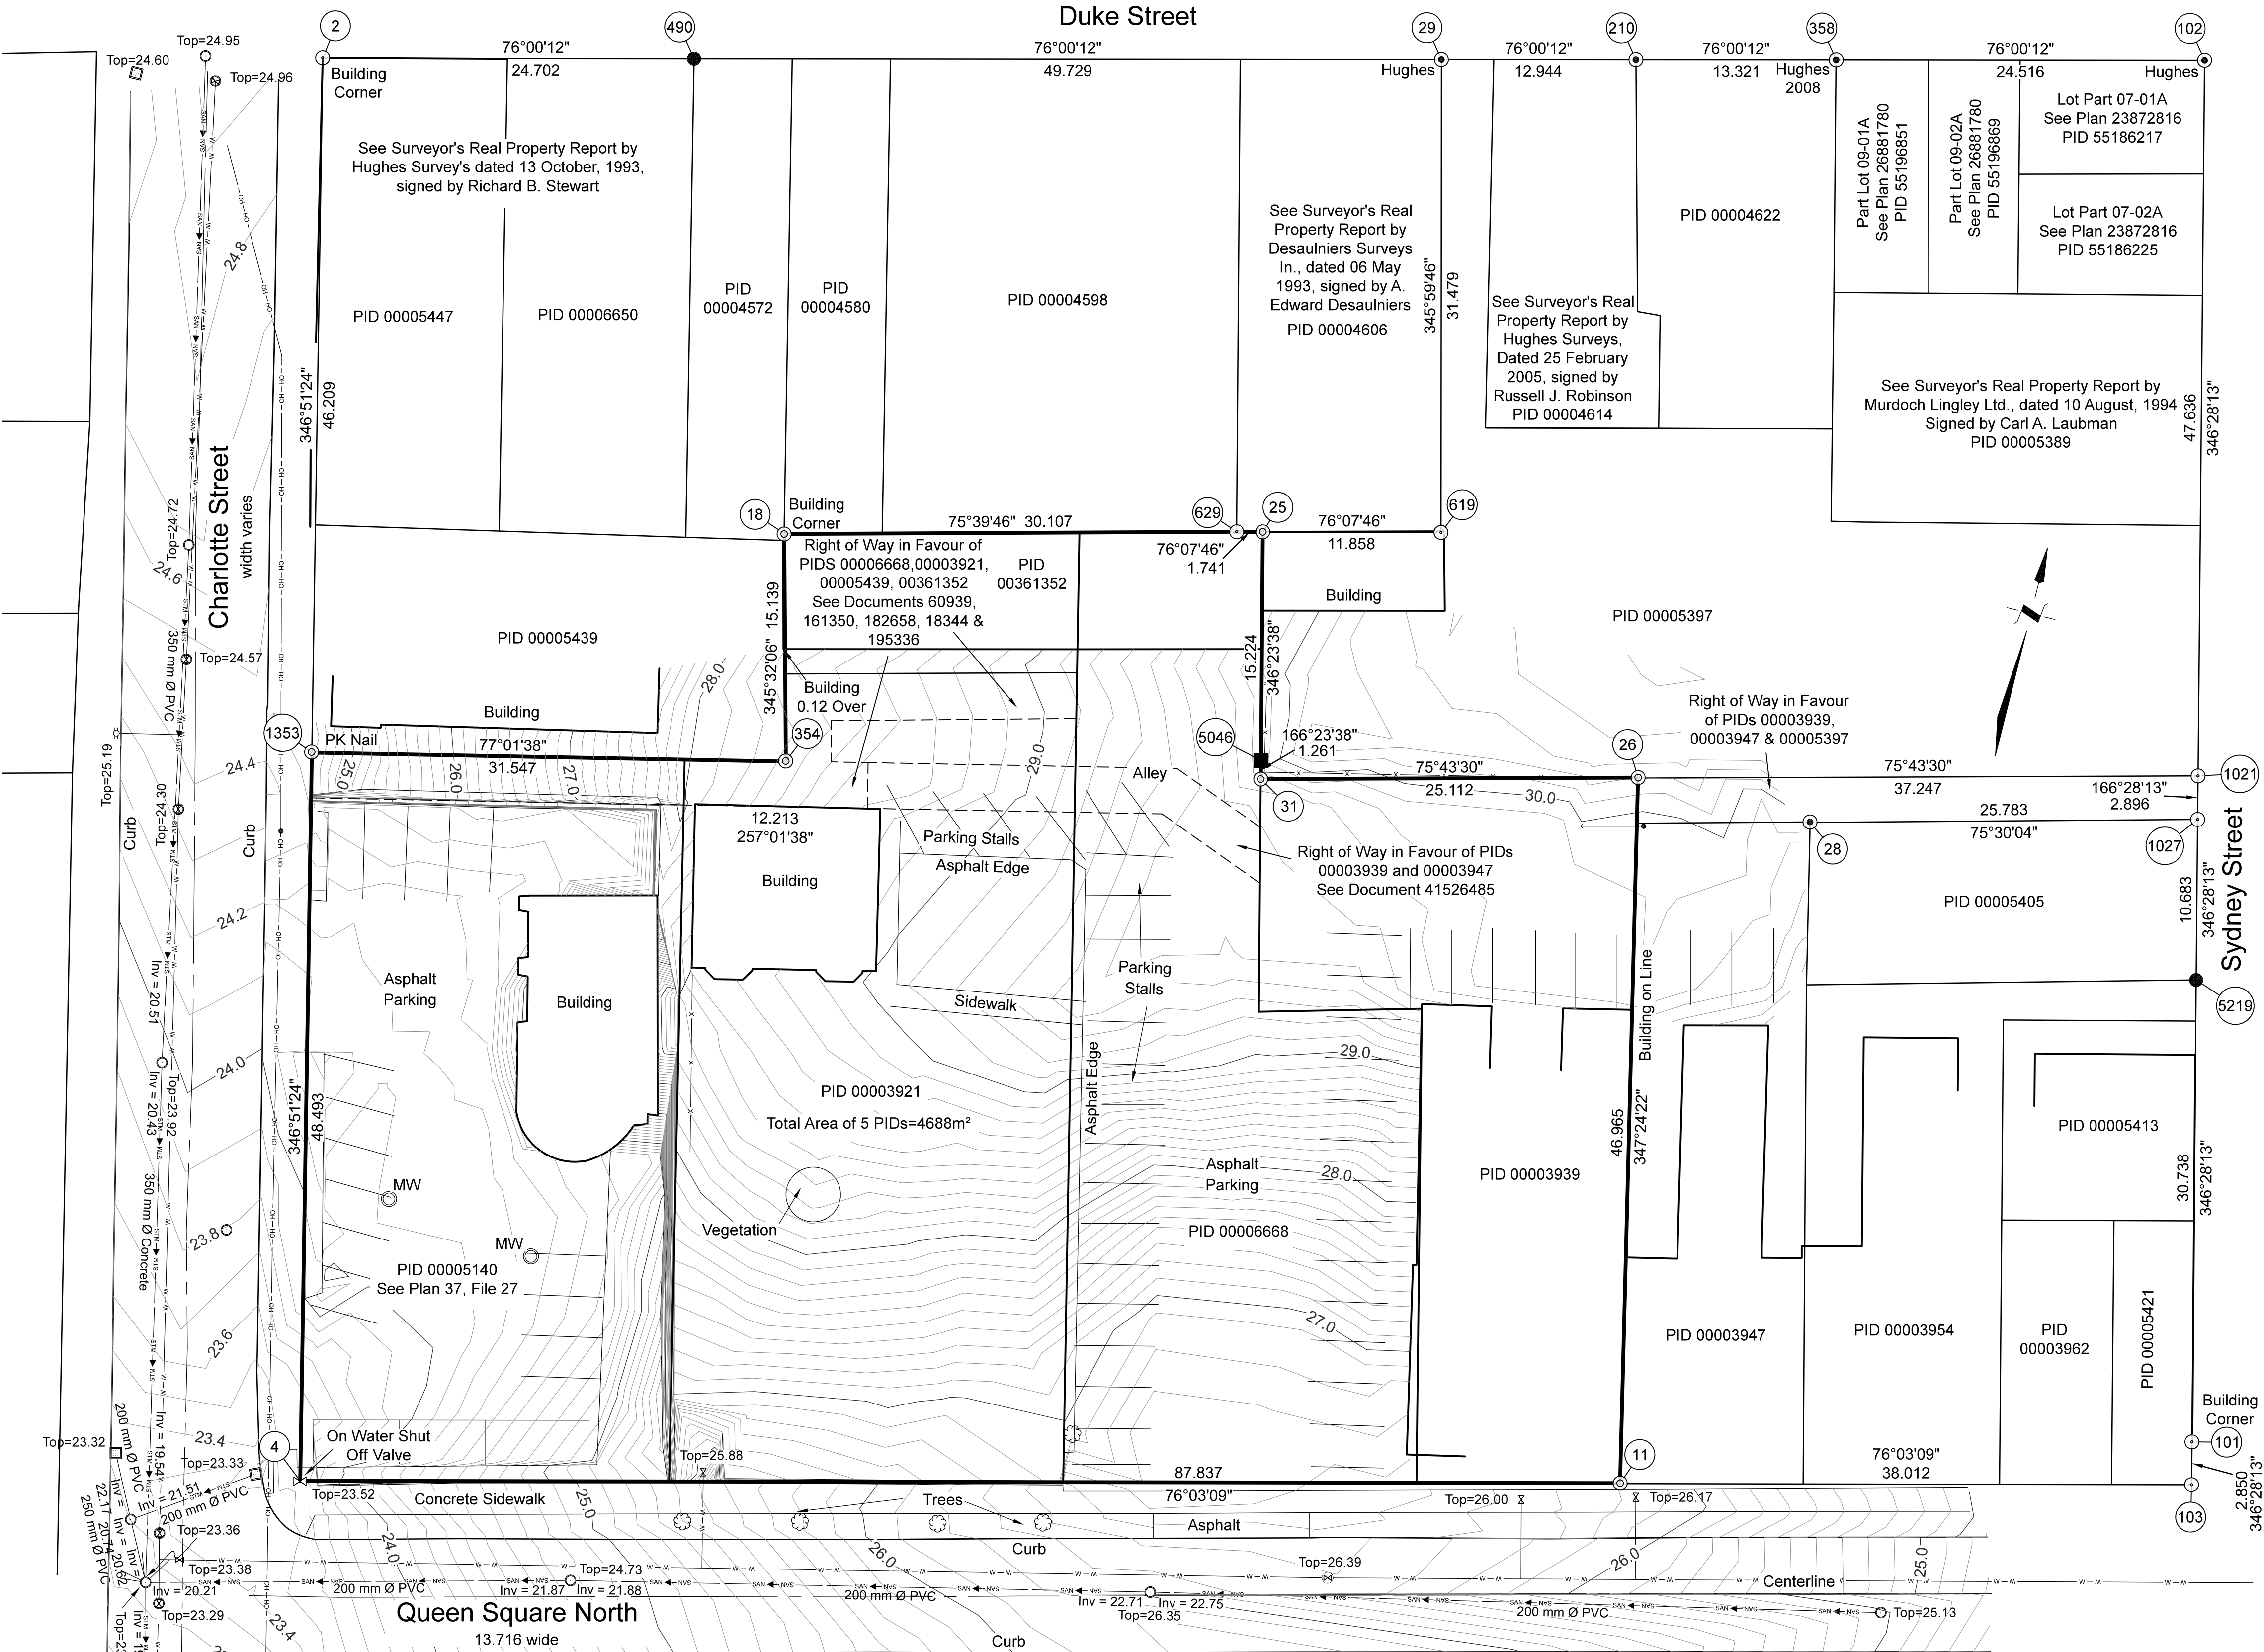 Duke Street
2
490
29
210
358
102
Top=24.60
Top=24.95
Top=24.96
76°00'12"
24.702
76°00'12"
49.729
76°00'12"
12.944
76°00'12"
13.321
76°00'12"
24.516
Building
Corner
Hughes
Hughes
2008
Hughes
See Surveyor's Real Property Report by
Hughes Survey's dated 13 October, 1993,
signed by Richard B. Stewart
PID 00005447
PID 00006650
PID
00004572
PID
00004580
PID 00004598
See Surveyor's Real
Property Report by
Desaulniers Surveys
In., dated 06 May
1993, signed by A.
Edward Desaulniers
PID 00004606
345°59'46"
31.479
See Surveyor's Real
Property Report by
Hughes Surveys,
Dated 25 February
2005, signed by
Russell J. Robinson
PID 00004614
PID 00004622
Part Lot 09-01A
See Plan 26881780
PID 55196851
Part Lot 09-02A
See Plan 26881780
PID 55196869
Lot Part 07-01A
See Plan 23872816
PID 55186217
Lot Part 07-02A
See Plan 23872816
PID 55186225
See Surveyor's Real Property Report by
Murdoch Lingley Ltd., dated 10 August, 1994
Signed by Carl A. Laubman
PID 00005389
47.636
346°28'13"
24.8
346°51'24"
46.209
Charlotte Street
width varies
Top=24.72
24.6
350 mm Ø PVC
Top=24.57
18
Building
Corner
75°39'46" 30.107
629
25
76°07'46"
11.858
619
76°07'46"
1.741
Right of Way in Favour of
PIDS 00006668,00003921,
00005439, 00361352
See Documents 60939,
161350, 182658, 18344 &
195336
PID
00361352
Building
PID 00005397
PID 00005439
345°32'06" 15.139
28.0
Building
0.12 Over
15.224
346°23'38"
Building
1353
PK Nail
77°01'38"
31.547
354
5046
166°23'38"
1.261
31
26
75°43'30"
25.112
30.0
Right of Way in Favour
of PIDs 00003939,
00003947 & 00005397
75°43'30"
37.247
1021
166°28'13"
2.896
25.783
75°30'04"
28
1027
Top=25.19
24.4
25.0
26.0
27.0
29.0
Alley
Top=24.30
Curb
Curb
12.213
257°01'38"
Building
Parking Stalls
Asphalt Edge
Right of Way in Favour of PIDs
00003939 and 00003947
See Document 41526485
PID 00005405
10.683
346°28'13"
Sydney Street
24.2
5219
Asphalt
Parking
Building
Sidewalk
Parking
Stalls
Building on Line
Inv = 20.51
24.0
Inv = 20.43
Top=23.92
29.0
346°51'24"
48.493
PID 00003921
Total Area of 5 PIDs=4688m²
Asphalt Edge
46.965
347°24'22"
PID 00005413
30.738
346°28'13"
350 mm Ø Concrete
MW
Asphalt
Parking
28.0
PID 00003939
23.8
Vegetation
PID 00006668
MW
PID 00005140
See Plan 37, File 27
27.0
23.6
PID 00003947
PID 00003954
PID
00003962
PID 00005421
Building
Corner
101
2.850
346°28'13"
200 mm Ø PVC
Inv = 19.54
23.4
Top=23.32
4
On Water Shut
Off Valve
Top=23.33
Top=25.88
11
76°03'09"
38.012
103
87.837
76°03'09"
Top=23.52
Concrete Sidewalk
25.0
Trees
Top=26.00
Top=26.17
Inv = 21.51
200 mm Ø PVC
Inv =
22.17
250 mm Ø PVC
20.74
Inv =
20.62
Top=23.36
Asphalt
Curb
24.0
26.0
26.0
25.0
Top=23.38
Inv = 20.21
Top=23.29
200 mm Ø PVC
Top=24.73
Inv = 21.87
Inv = 21.88
200 mm Ø PVC
Top=26.39
Inv = 22.71
Inv = 22.75
Top=26.35
Centerline
200 mm Ø PVC
Top=25.13
Queen Square North
13.716 wide
23.4
Curb